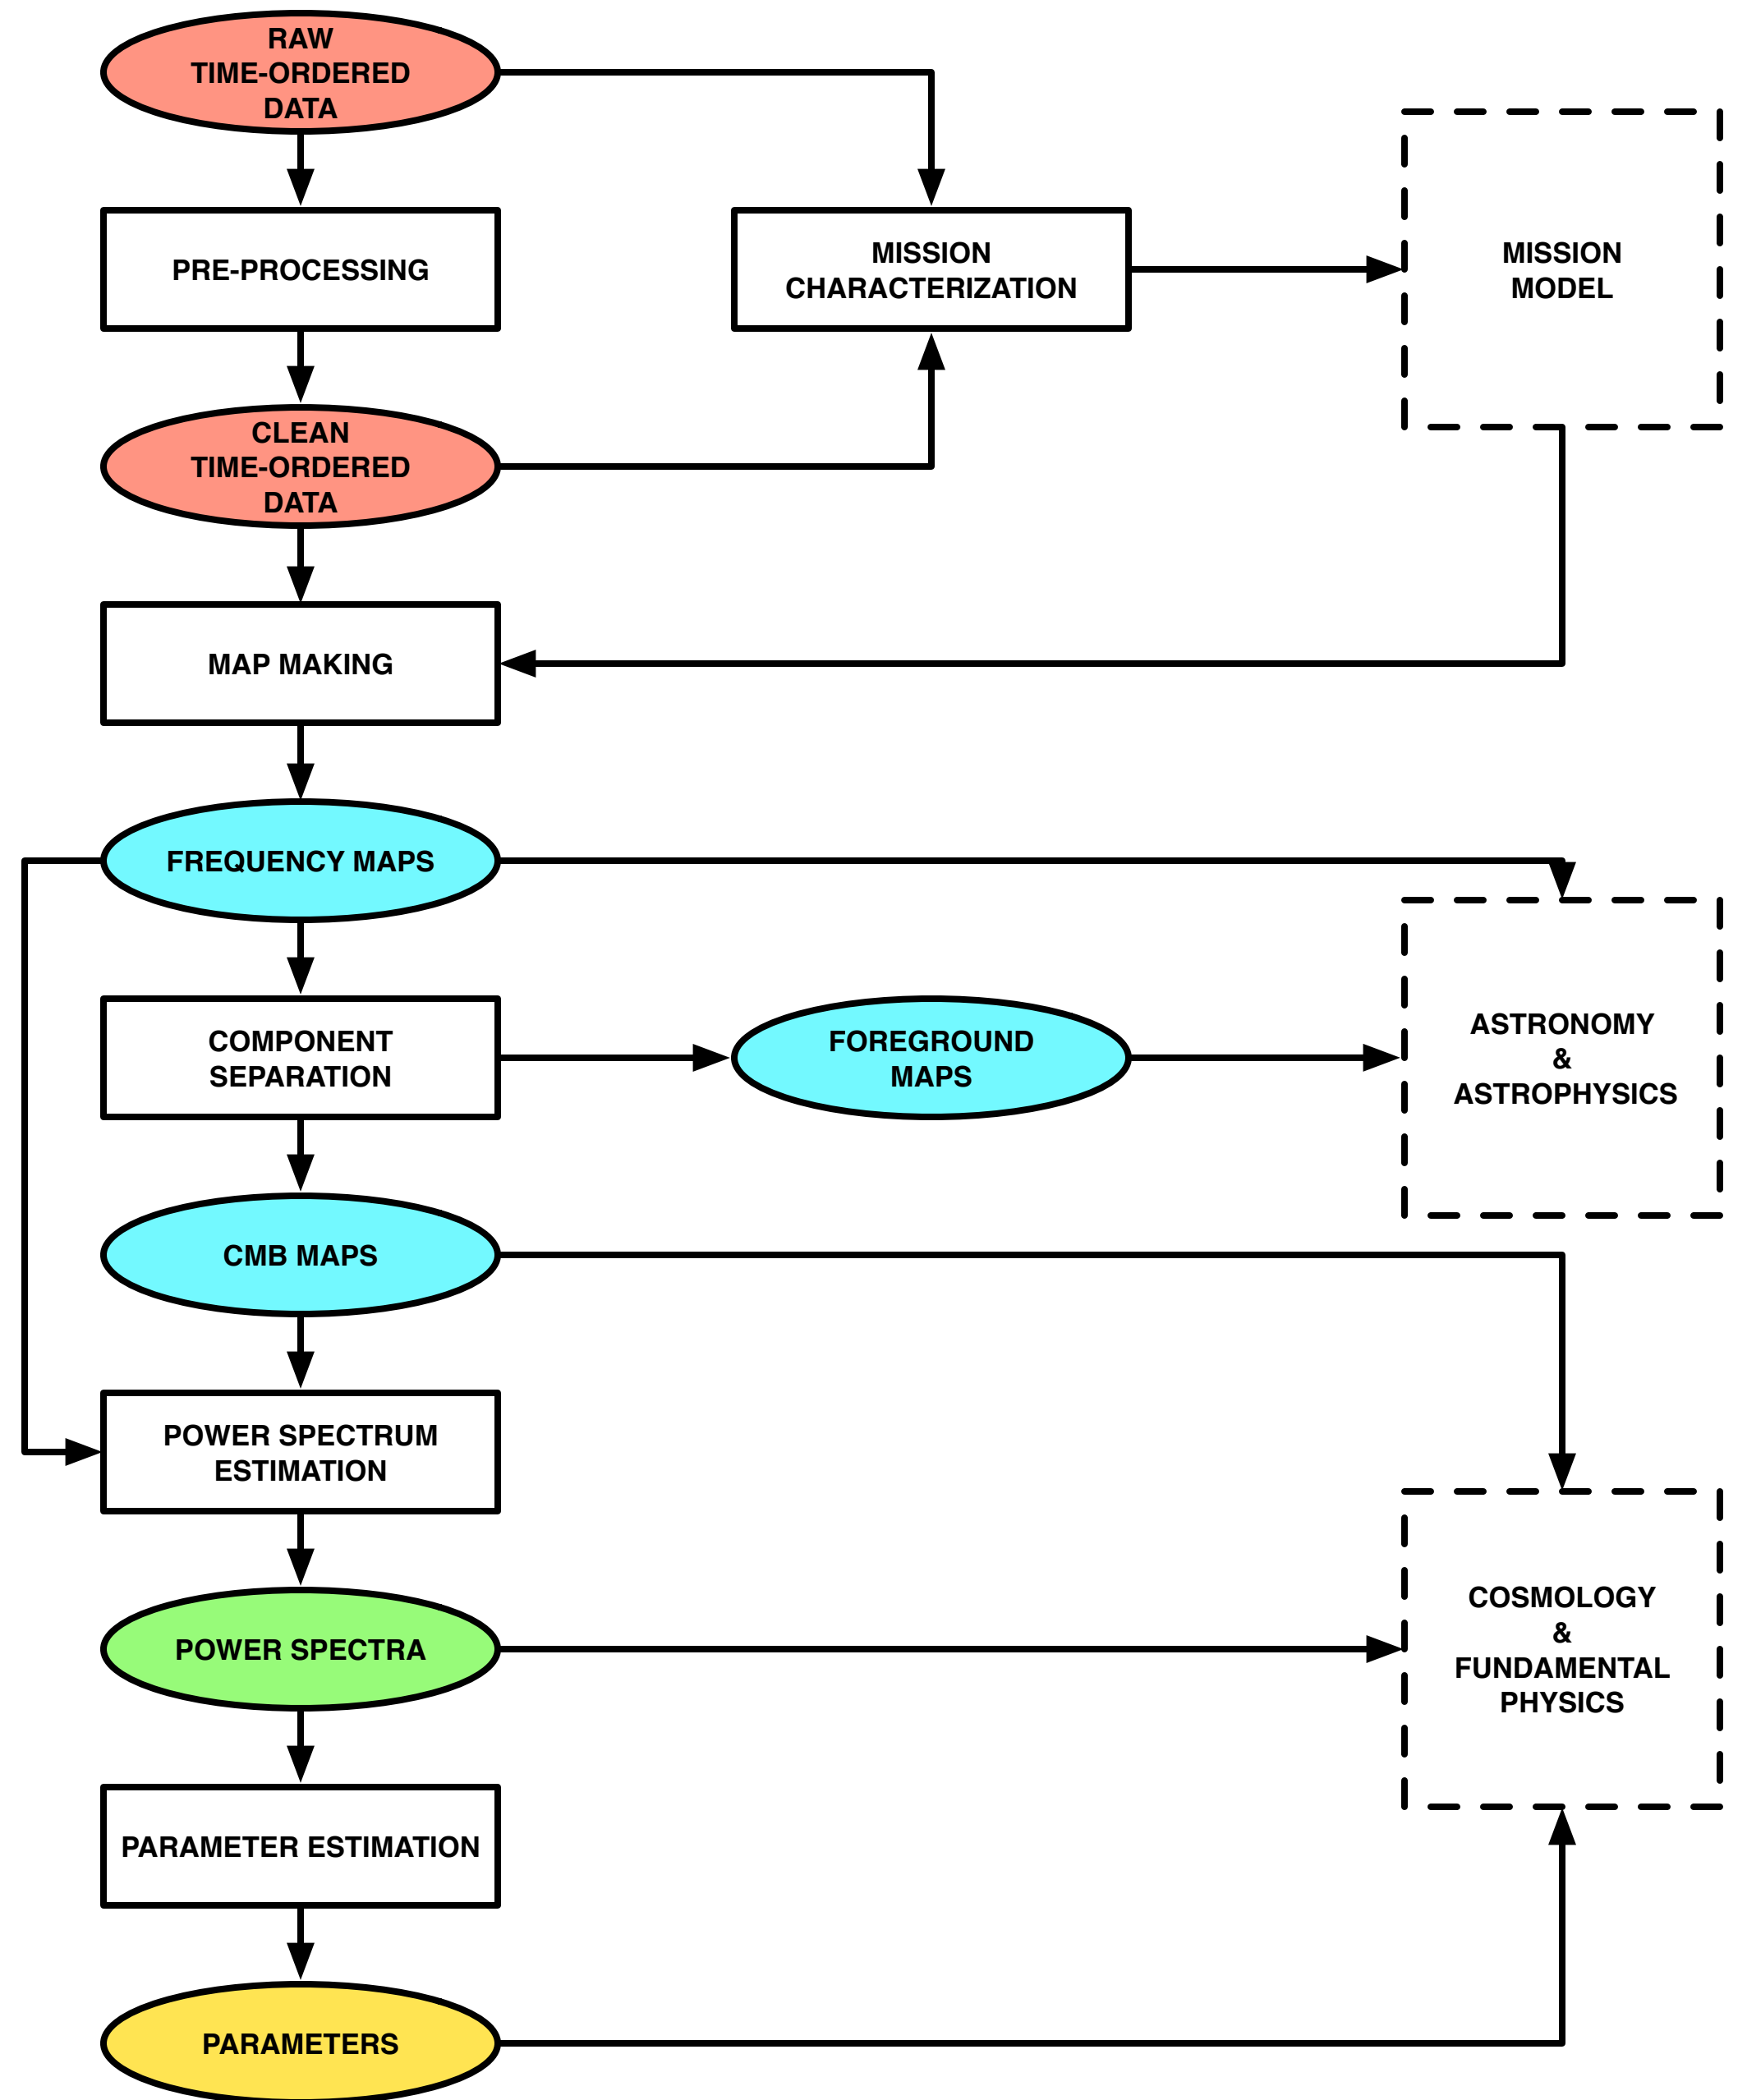 RAW
TIME-ORDERED
DATA
PRE-PROCESSING
MISSION
CHARACTERIZATION
MISSION
MODEL
CLEAN
TIME-ORDERED
DATA
MAP MAKING
FREQUENCY MAPS
COMPONENT
SEPARATION
FOREGROUND
MAPS
ASTRONOMY
&
ASTROPHYSICS
CMB MAPS
POWER SPECTRUM
ESTIMATION
POWER SPECTRA
COSMOLOGY
&
FUNDAMENTAL
PHYSICS
PARAMETER ESTIMATION
PARAMETERS